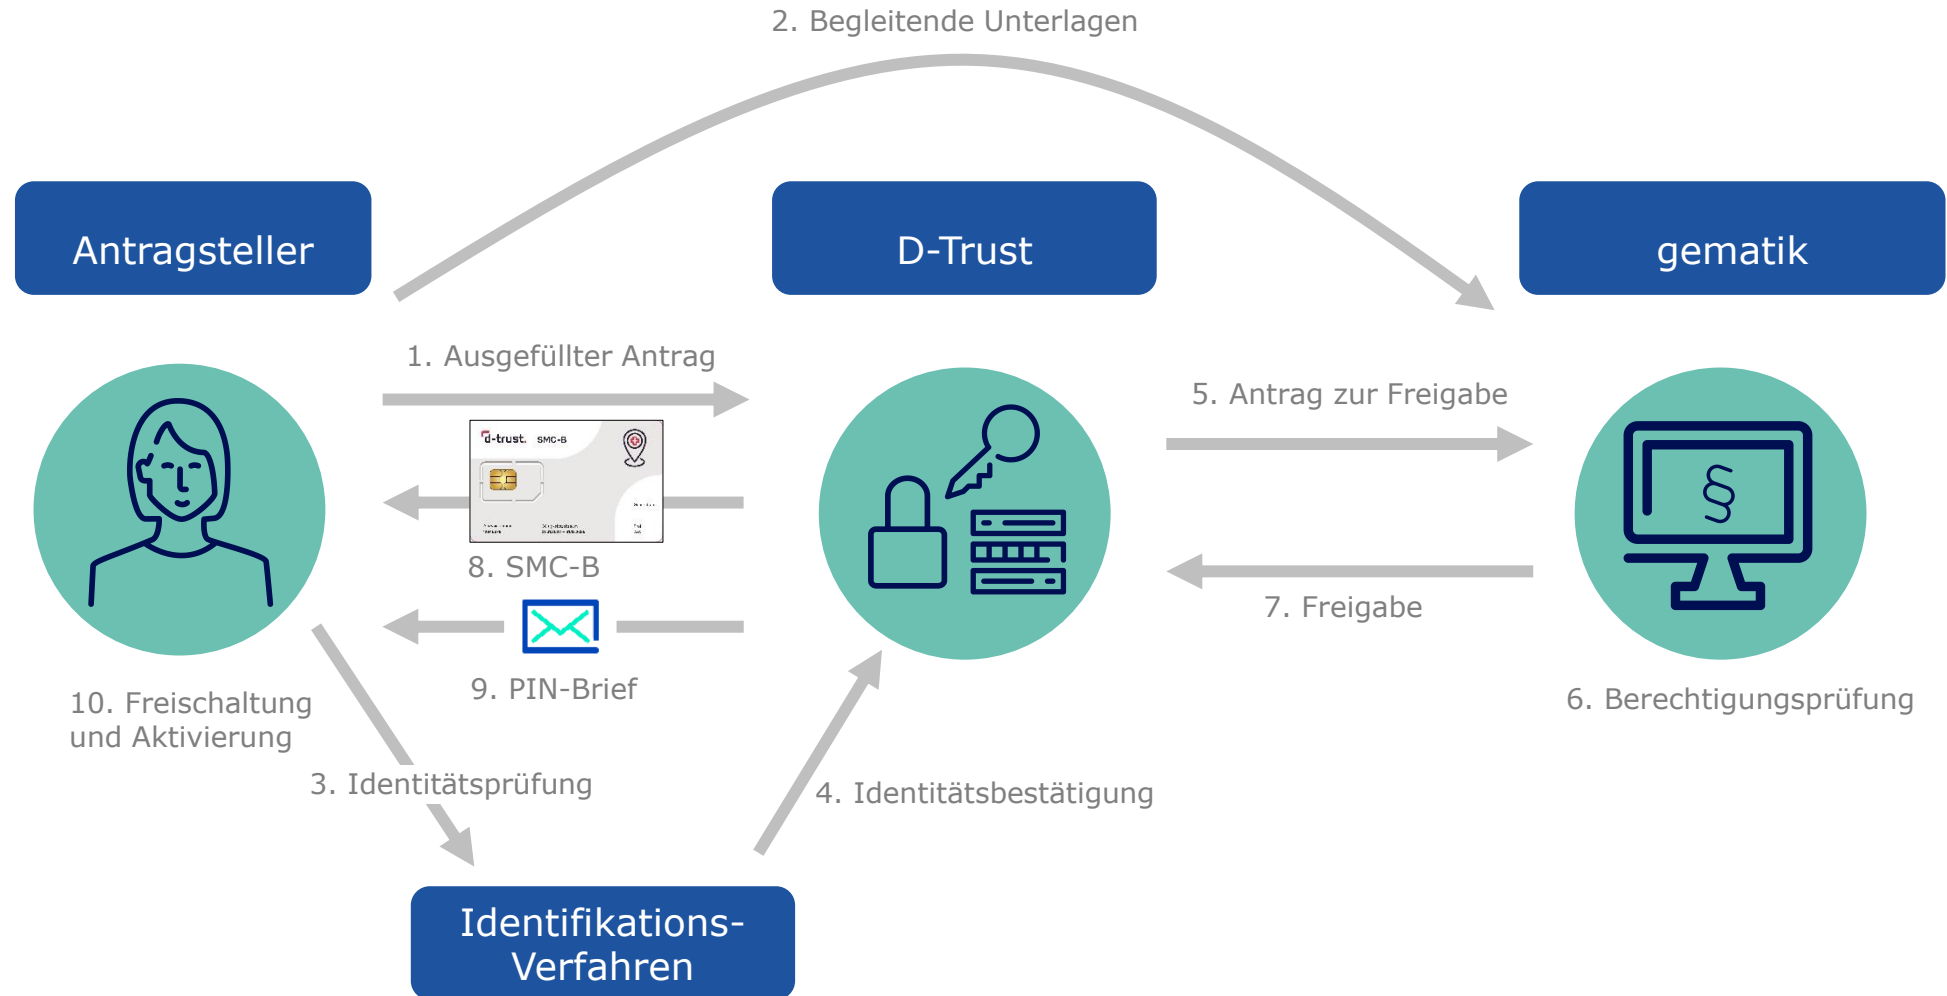 2. Begleitende Unterlagen
Antragsteller
D-Trust
gematik
1. Ausgefüllter Antrag
5. Antrag zur Freigabe
d-trust. SMC-B
§
8. SMC-B
7. Freigabe
9. PIN-Brief
10. Freischaltung
und Aktivierung
6. Berechtigungsprüfung
3. Identitätsprüfung
4. Identitätsbestätigung
Identifikations-
Verfahren